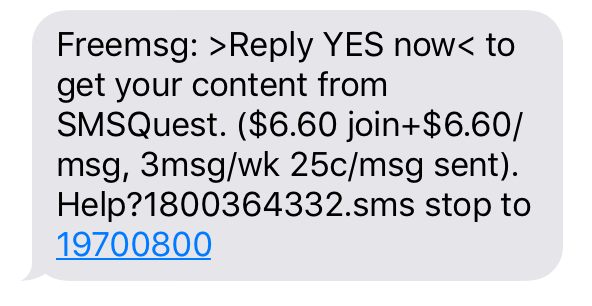 Freemsg: >Reply YES now< to
get your content from
SMSQuest. ($6.60 join+$6.60/
msg, 3msg/wk 25c/msg sent).
Help?1800364332.sms stop to
19700800